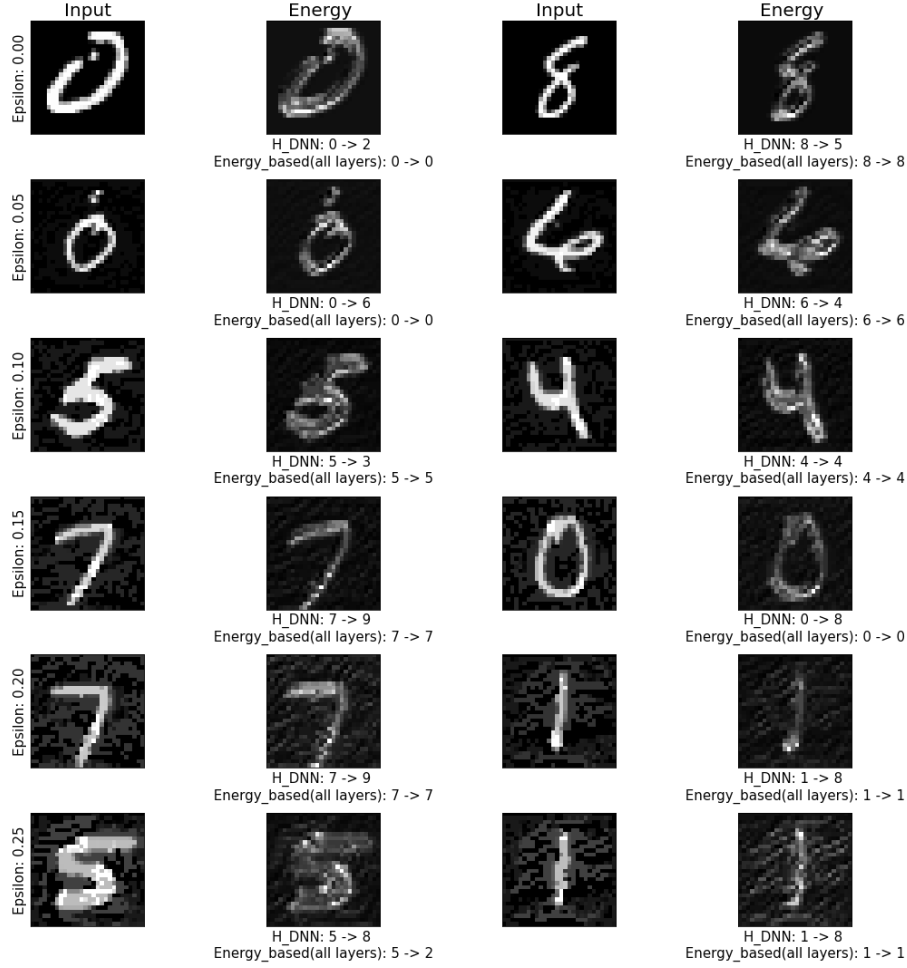 Input Energy Input Energy
Epsilon: 0.00
H_DNN: 0 -> 2 H_DNN: 8 -> 5
Energy_based(all layers): 0 -> 0 Energy_based(all layers): 8 -> 8
Epsilon: 0.05
H_DNN: 0 -> 6 H_DNN: 6 -> 4
Energy_based(all layers): 0 -> 0 Energy_based(all layers): 6 -> 6
Epsilon: 0.10
H_DNN: 5 -> 3 H_DNN: 4 -> 4
Energy_based(all layers): 5 -> 5 Energy_based(all layers): 4 -> 4
Epsilon: 0.15
H_DNN: 7 -> 9 H_DNN: 0 -> 8
Energy_based(all layers): 7 -> 7 Energy_based(all layers): 0 -> 0
Epsilon: 0.20
H_DNN: 7 -> 9 H_DNN: 1 -> 8
Energy_based(all layers): 7 -> 7 Energy_based(all layers): 1 -> 1
Epsilon: 0.25
H_DNN: 5 -> 8 H_DNN: 1 -> 8
Energy_based(all layers): 5 -> 2 Energy_based(all layers): 1 -> 1